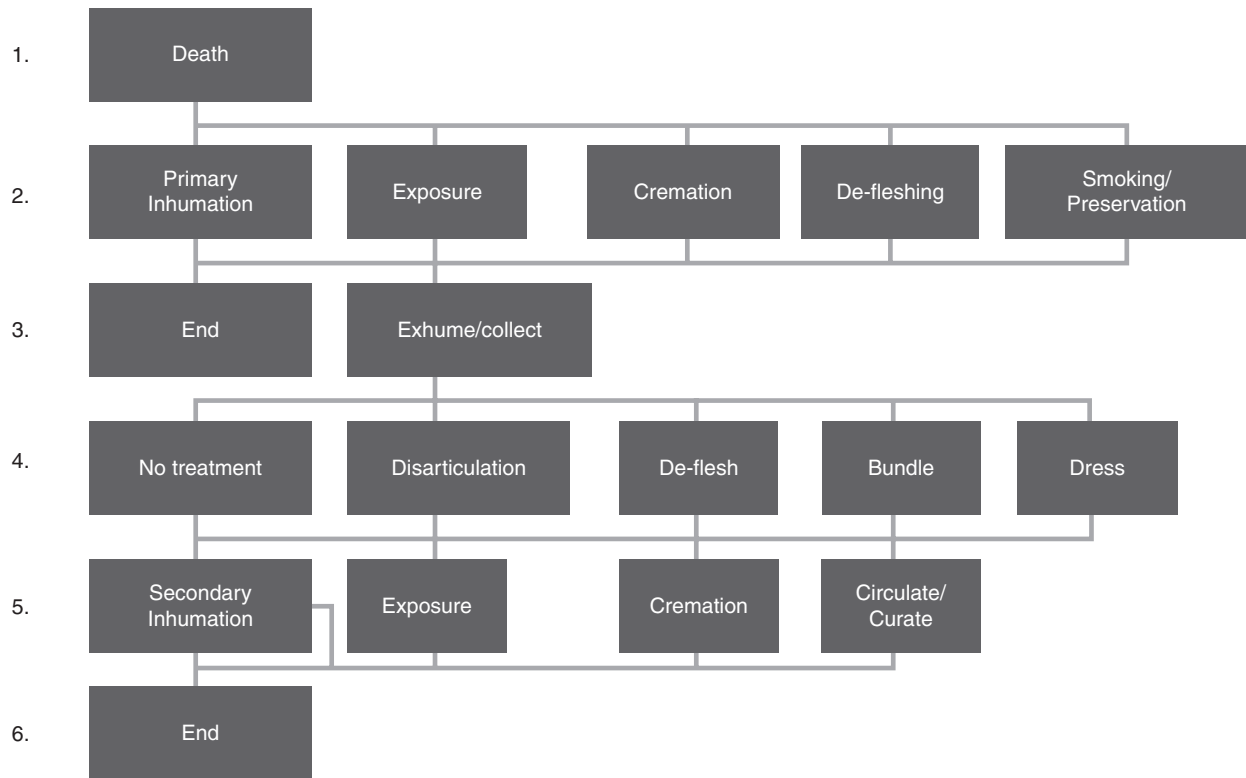 1.
Death
2.
Primary
Inhumation
Exposure
Cremation
De-fleshing
Smoking/
Preservation
3.
End
Exhume/collect
4.
No treatment
Disarticulation
De-flesh
Bundle
Dress
5.
Secondary
Inhumation
Exposure
Cremation
Circulate/
Curate
6.
End